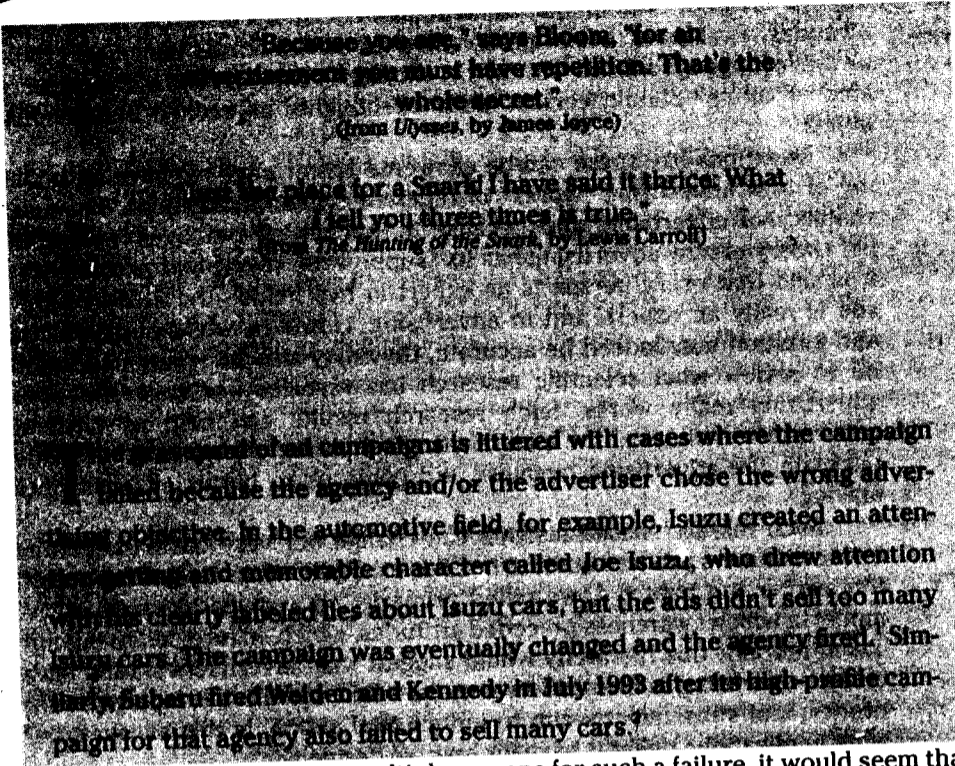 "Because you see," says Bloom, "for an
advertisement you must have repetition. That's the
whole secret."
(from Ulysses, by James Joyce)
the place for a Snark! I have said it thrice: What
I tell you three times is true."
The Hunting of the Snark, by Lewis Carroll)
of ad campaigns is littered with cases where the campaign
failed because the agency and/or the advertiser chose the wrong adver-
tising objective. In the automotive field, for example, Isuzu created an atten-
and memorable character called Joe Isuzu, who drew attention
with his clearly labeled lies about Isuzu cars, but the ads didn't sell too many
Isuzu cars. The campaign was eventually changed and the agency fired.¹ Sim-
ilarly, Subaru fired Weiden and Kennedy in July 1993 after its high-profile cam-
paign for that agency also failed to sell many cars.²
for such a failure, it would seem tha